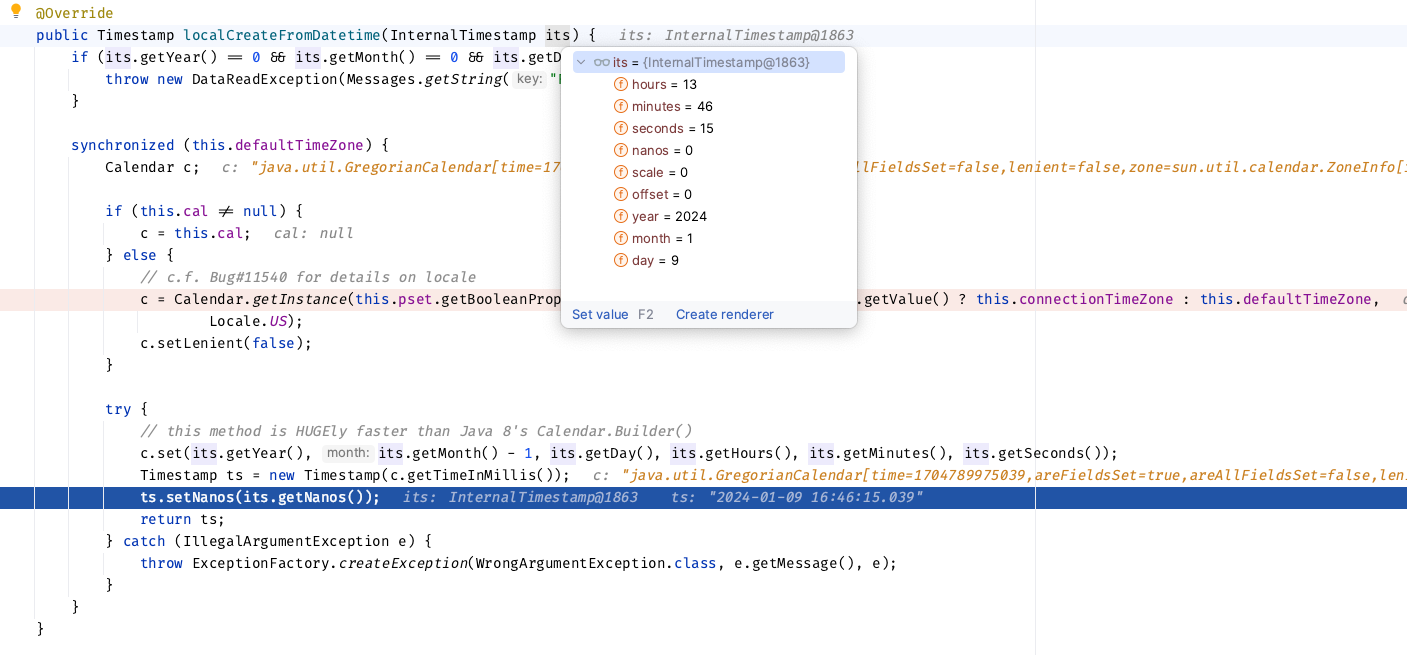 @Override
public Timestamp localCreateFromDatetime(InternalTimestamp its) { its: InternalTimestamp@1863
if (its.getYear() == 0 && its.getMonth() == 0 && its.getD
throw new DataReadException(Messages.getString( key: "
}
synchronized (this.defaultTimeZone) {
Calendar c; c: "java.util.GregorianCalendar[time=17 llFieldsSet=false,lenient=false,zone=sun.util.calendar.ZoneInfo[i
if (this.cal != null) {
c = this.cal; cal: null
} else {
// c.f. Bug#11540 for details on locale
c = Calendar.getInstance(this.pset.getBooleanProp .getValue() ? this.connectionTimeZone : this.defaultTimeZone, c
Locale.US);
c.setLenient(false);
}
try {
// this method is HUGEly faster than Java 8's Calendar.Builder()
c.set(its.getYear(), month: its.getMonth() - 1, its.getDay(), its.getHours(), its.getMinutes(), its.getSeconds());
Timestamp ts = new Timestamp(c.getTimeInMillis()); c: "java.util.GregorianCalendar[time=1704789975039,areFieldsSet=true,areAllFieldsSet=false,leni
ts.setNanos(its.getNanos()); its: InternalTimestamp@1863 ts: "2024-01-09 16:46:15.039"
return ts;
} catch (IllegalArgumentException e) {
throw ExceptionFactory.createException(WrongArgumentException.class, e.getMessage(), e);
}
}
}
its = {InternalTimestamp@1863}
f hours = 13
f minutes = 46
f seconds = 15
f nanos = 0
f scale = 0
f offset = 0
f year = 2024
f month = 1
f day = 9
Set value F2 Create renderer